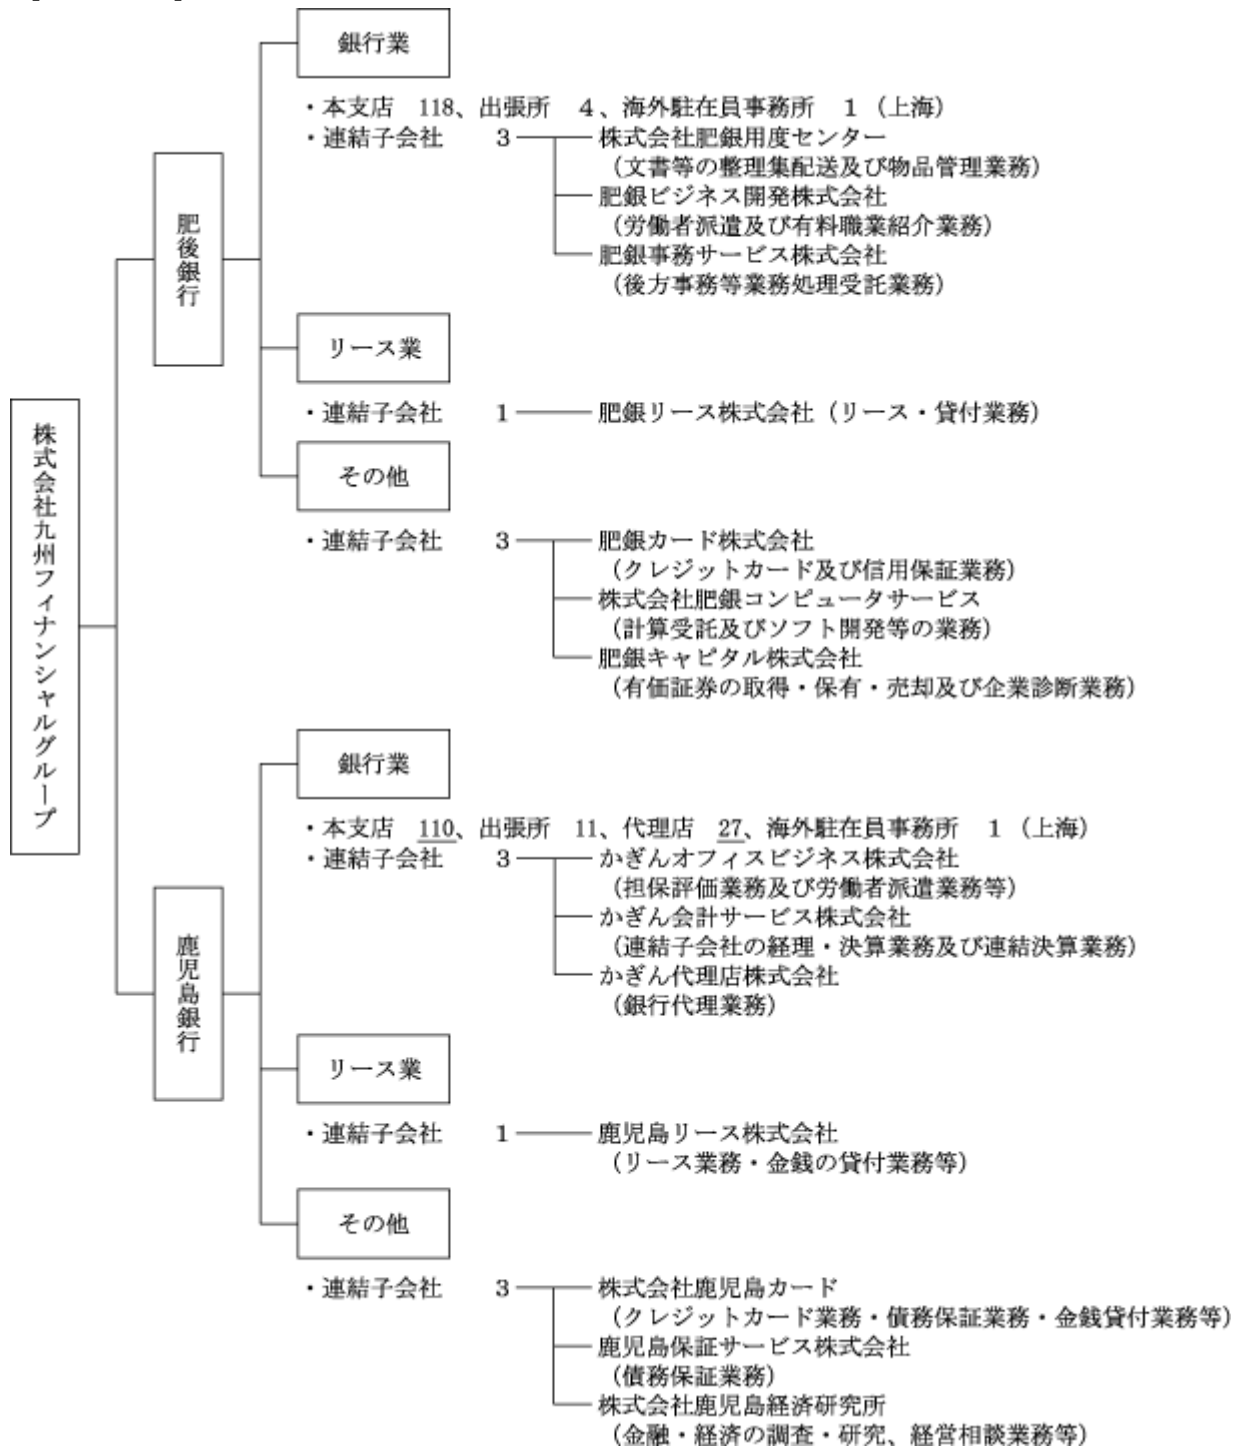 株式会社九州フィナンシャルグループ
肥後銀行
銀行業
・本支店　118、出張所　4、海外駐在員事務所　1（上海）
・連結子会社　3
株式会社肥銀用度センター
（文書等の整理集配送及び物品管理業務）
肥銀ビジネス開発株式会社
（労働者派遣及び有料職業紹介業務）
肥銀事務サービス株式会社
（後方事務等業務処理受託業務）
リース業
・連結子会社　1
肥銀リース株式会社（リース・貸付業務）
その他
・連結子会社　3
肥銀カード株式会社
（クレジットカード及び信用保証業務）
株式会社肥銀コンピュータサービス
（計算受託及びソフト開発等の業務）
肥銀キャピタル株式会社
（有価証券の取得・保有・売却及び企業診断業務）
鹿児島銀行
銀行業
・本支店　110、出張所　11、代理店　27、海外駐在員事務所　1（上海）
・連結子会社　3
かぎんオフィスビジネス株式会社
（担保評価業務及び労働者派遣業務等）
かぎん会計サービス株式会社
（連結子会社の経理・決算業務及び連結決算業務）
かぎん代理店株式会社
（銀行代理業務）
リース業
・連結子会社　1
鹿児島リース株式会社
（リース業務・金銭の貸付業務等）
その他
・連結子会社　3
株式会社鹿児島カード
（クレジットカード業務・債務保証業務・金銭貸付業務等）
鹿児島保証サービス株式会社
（債務保証業務）
株式会社鹿児島経済研究所
（金融・経済の調査・研究、経営相談業務等）